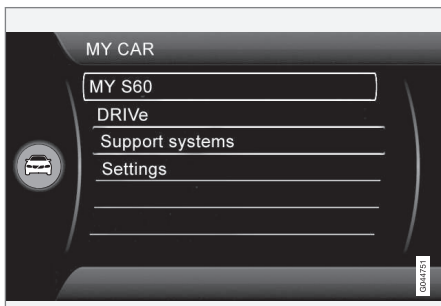 MY CAR
MY S60
DRIVe
Support systems
Settings
G044751